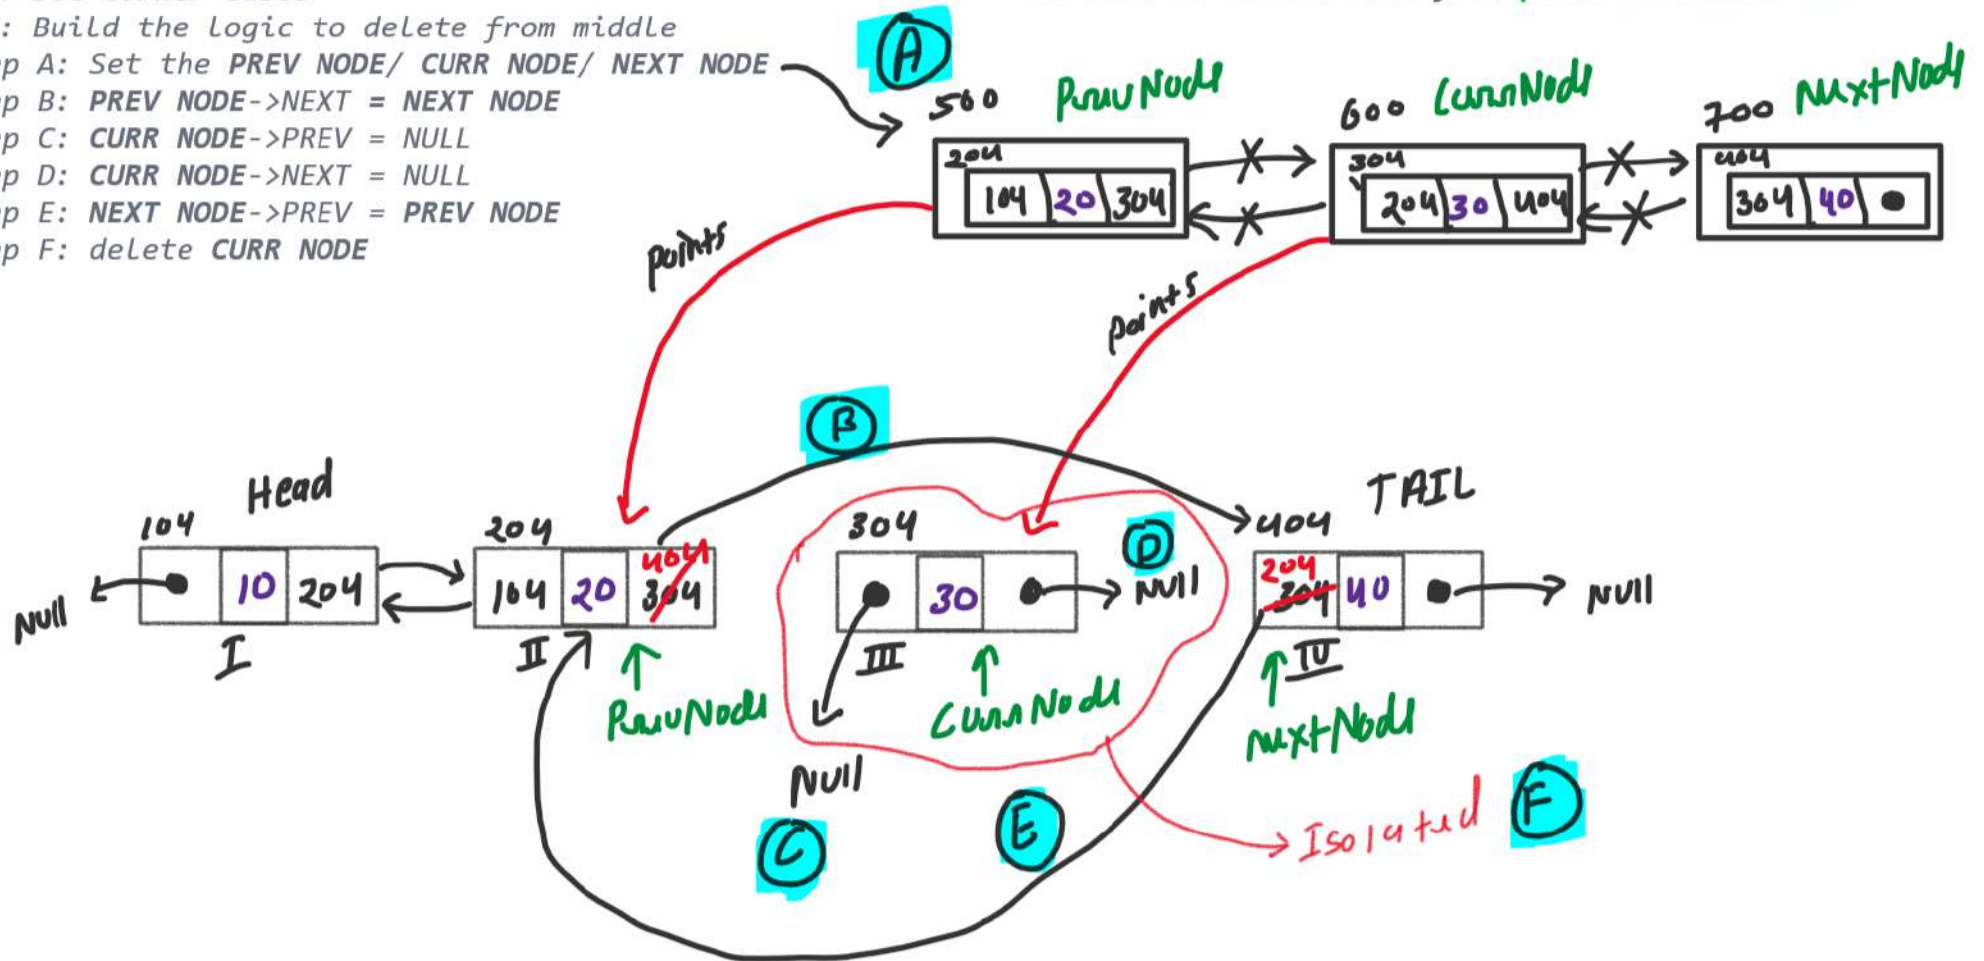 : Build the logic to delete from middle
p A: Set the PREV NODE/ CURR NODE/ NEXT NODE
p B: PREV NODE->NEXT = NEXT NODE
p C: CURR NODE->PREV = NULL
p D: CURR NODE->NEXT = NULL
p E: NEXT NODE->PREV = PREV NODE
p F: delete CURR NODE
A
500 PrevNode 600 CurrNode 700 NextNode
204 304 404
104 20 304 204 30 404 304 40
points points
B
Head TAIL
104 204 304 404
D
404 204
Null 10 204 104 20 304 30 Null 304 40 Null
I II III IV
PrevNode CurrNode NextNode
Null
C E Isolated F